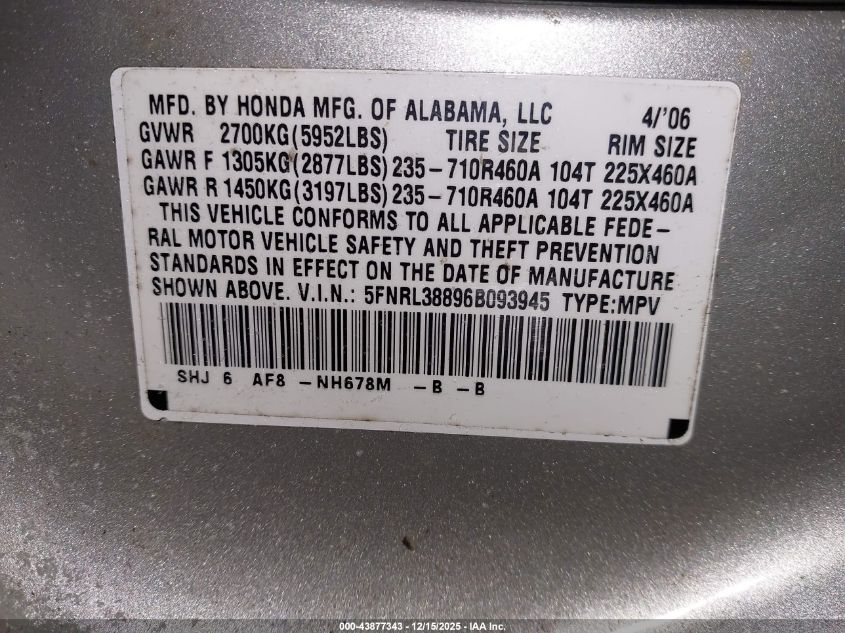 MFD. BY HONDA MFG. OF ALABAMA, LLC 4/'06
GVWR 2700KG(5952LBS) TIRE SIZE RIM SIZE
GAWR F 1305KG(2877LBS) 235-710R460A 104T 225X460A
GAWR R 1450KG(3197LBS) 235-710R460A 104T 225X460A
THIS VEHICLE CONFORMS TO ALL APPLICABLE FEDE-
RAL MOTOR VEHICLE SAFETY AND THEFT PREVENTION
STANDARDS IN EFFECT ON THE DATE OF MANUFACTURE
SHOWN ABOVE. V.I.N.: 5FNRL38896B093945 TYPE:MPV
SHJ 6 AF8 -NH678M -B -B
000-43877343 - 12/15/2025 - IAA Inc.